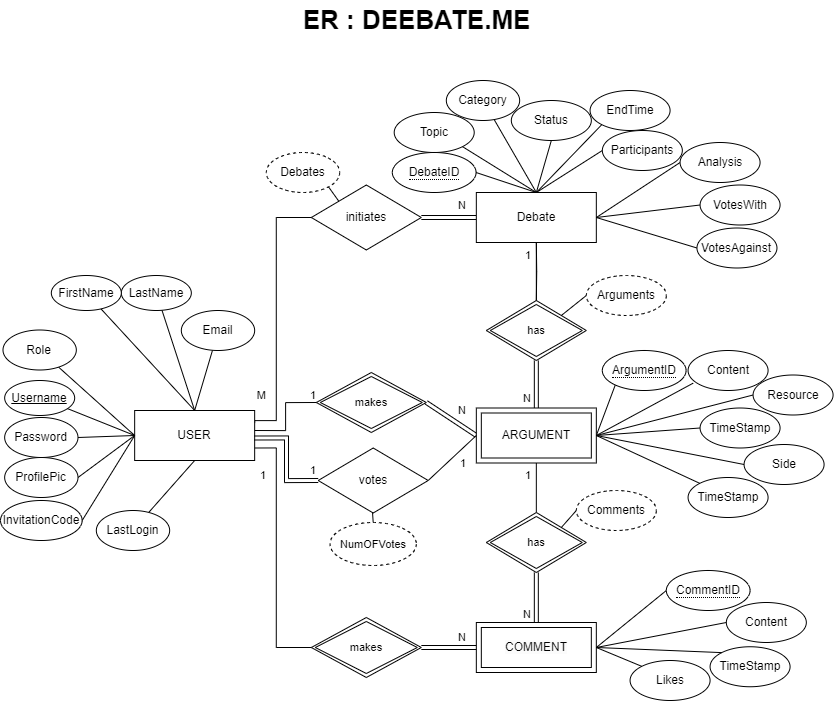 ER : DEEBATE.ME
Category
EndTime
Status
Topic
Participants
Analysis
Debates
DebateID
VotesWith
N
initiates
Debate
VotesAgainst
1
FirstName
LastName
Arguments
Email
has
Role
ArgumentID
Content
M
1
Resource
Username
makes
N
N
TimeStamp
Password
USER
ARGUMENT
Side
1
1
1
1
ProfilePic
votes
TimeStamp
Comments
InvitationCode
LastLogin
NumOFVotes
has
CommentID
N
Content
N
makes
COMMENT
TimeStamp
Likes